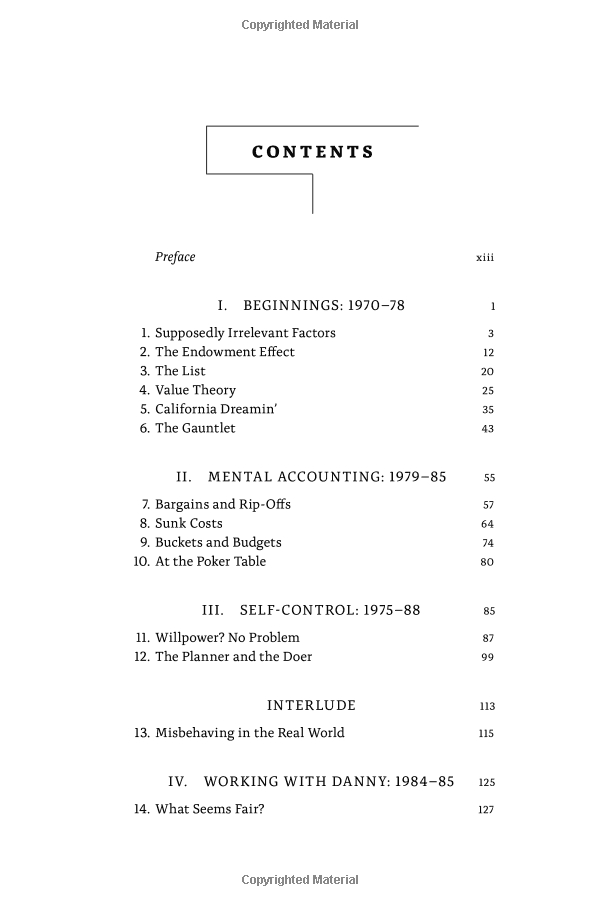 Copyrighted Material
CONTENTS
Preface xiii
I. BEGINNINGS: 1970–78 1
1. Supposedly Irrelevant Factors 3
2. The Endowment Effect 12
3. The List 20
4. Value Theory 25
5. California Dreamin’ 35
6. The Gauntlet 43
II. MENTAL ACCOUNTING: 1979–85 55
7. Bargains and Rip-Offs 57
8. Sunk Costs 64
9. Buckets and Budgets 74
10. At the Poker Table 80
III. SELF-CONTROL: 1975–88 85
11. Willpower? No Problem 87
12. The Planner and the Doer 99
INTERLUDE 113
13. Misbehaving in the Real World 115
IV. WORKING WITH DANNY: 1984–85 125
14. What Seems Fair? 127
Copyrighted Material